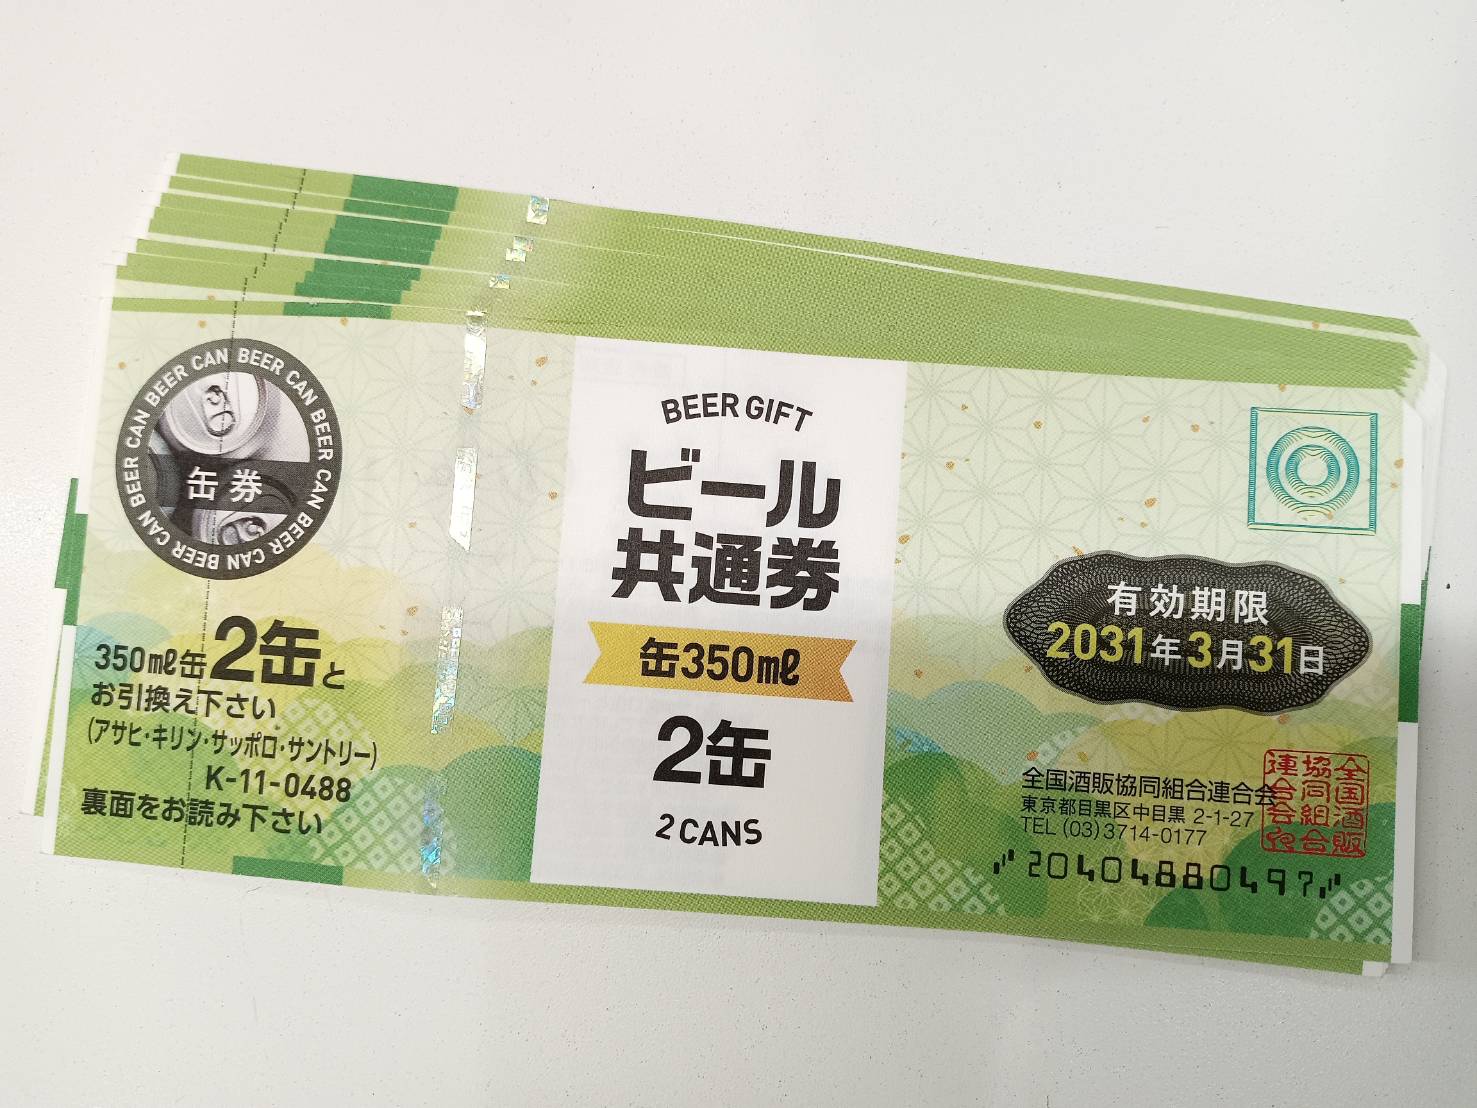 BEER CAN BEER CAN BEER CAN BEER CAN BEER CAN BEER CAN
缶券
350㎖缶2缶と
お引換え下さい
(アサヒ・キリン・サッポロ・サントリー)
K-11-0488
裏面をお読み下さい
BEER GIFT
ビール
共通券
缶350㎖
2缶
2 CANS
有効期限
2031年3月31日
全国酒販協同組合連合会
東京都目黒区中目黒 2-1-27
TEL (03)3714-0177
20404880497
全国酒販
協同組合
連合会